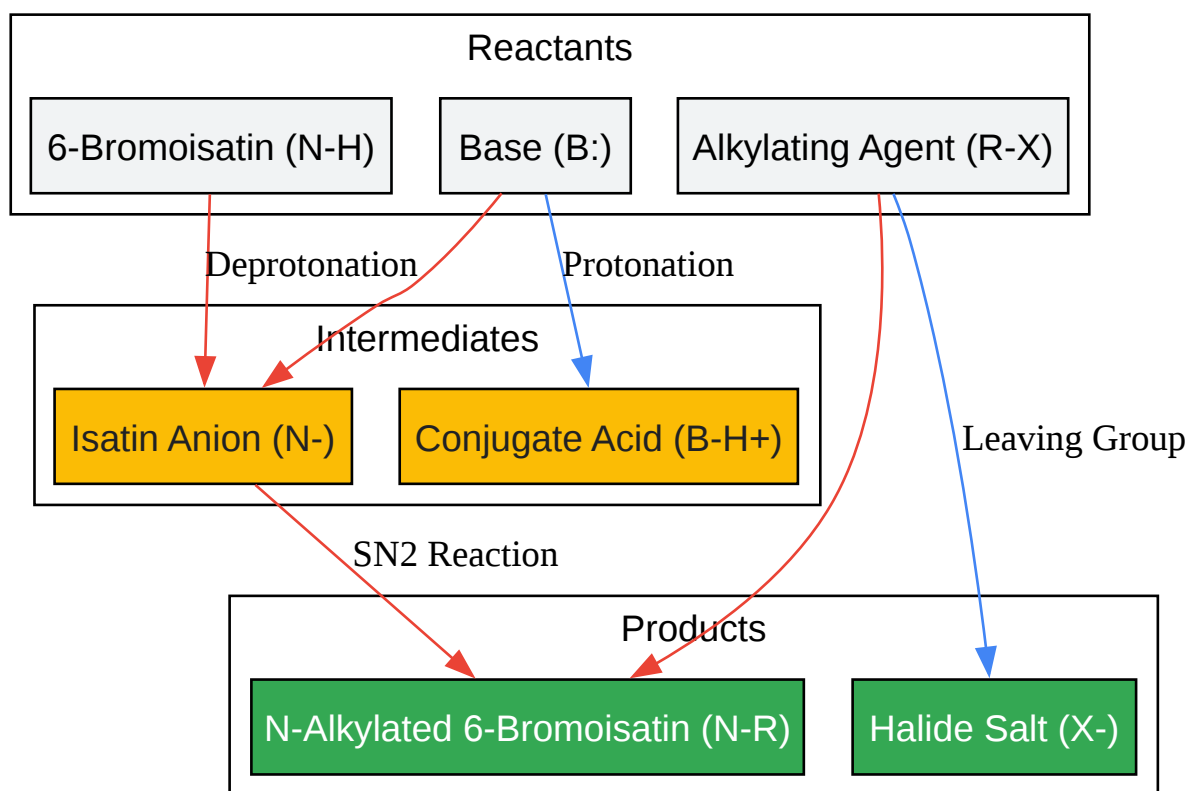 Reactants
6-Bromoisatin (N-H)
Base (B:)
Alkylating Agent (R-X)
Deprotonation
Protonation
Intermediates
Isatin Anion (N-)
Conjugate Acid (B-H+)
Leaving Group
SN2 Reaction
Products
N-Alkylated 6-Bromoisatin (N-R)
Halide Salt (X-)